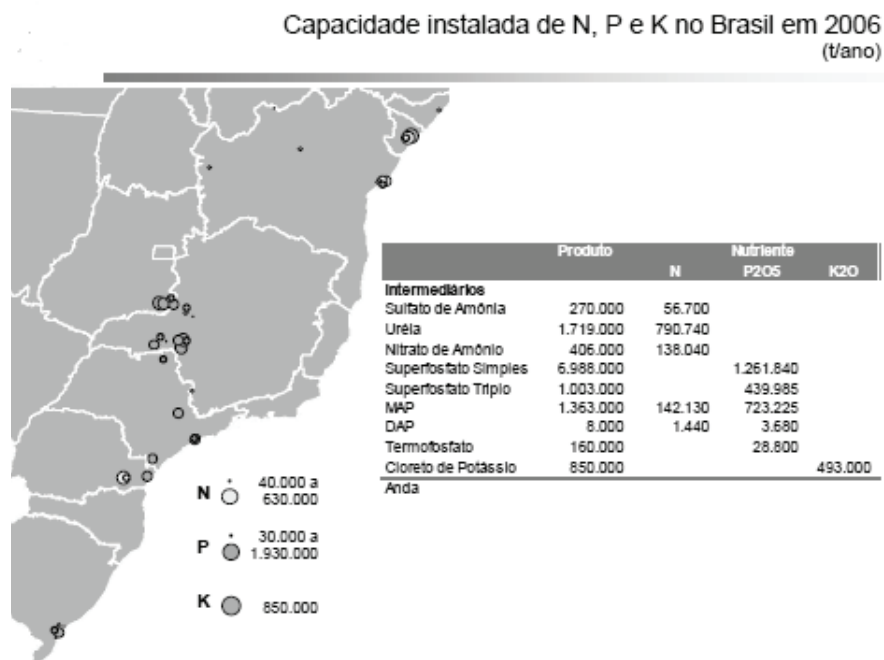 Capacidade instalada de N, P e K no Brasil em 2006
(t/ano)
Produto Nutriente
N P2O5 K2O
Intermediários
Sulfato de Amônia 270.000 56.700
Uréia 1.719.000 790.740
Nitrato de Amônio 406.000 138.040
Superfosfato Simples 6.988.000 1.261.840
Superfosfato Triplo 1.003.000 439.985
MAP 1.363.000 142.130 723.225
DAP 8.000 1.440 3.680
Termofosfato 160.000 28.800
Cloreto de Potássio 850.000 493.000
Anda
N 40.000 a
630.000
P 30.000 a
1.930.000
K 850.000